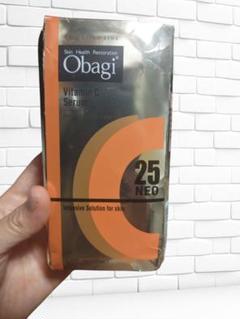 Skin Health Restoration
Obagi
Vitamin C
Serum
25
NEO
Intensive Solution for skin